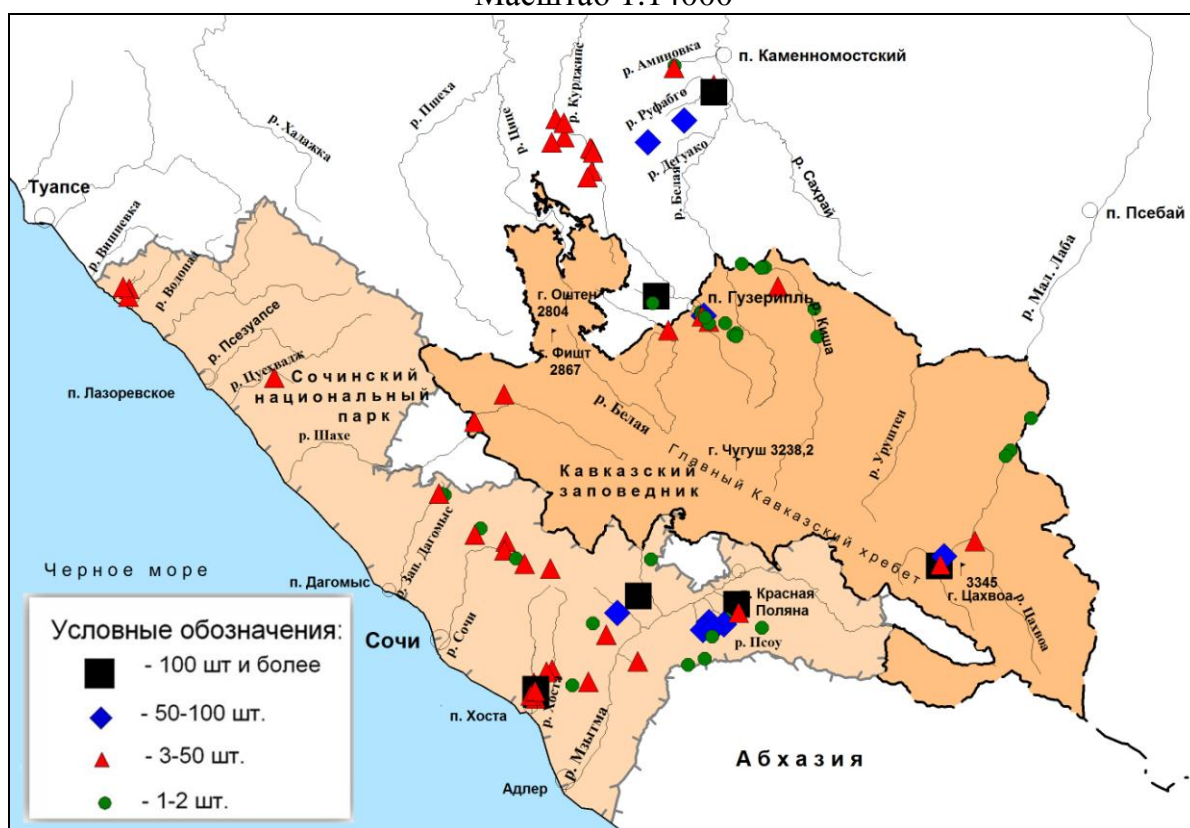 Масштаб 1:14000
п. Каменномостский
р. Аминовка
р. Курджипс
р. Пшеха
р. Цице
р. Руфабго
р. Халажка
р. Дегуако
р. Белая
р. Сахрай
Туапсе
п. Псебай
р. Вишневка
р. Водопад
р. Мал. Лаба
г. Оштен
2804
п. Гузерипль
р. Киша
р. Псезуапсе
г. Фишт
2867
р. Цусхвадж
п. Лазоревское
Сочинский
национальный
парк
р. Белая
р. Шахе
г. Чугуш 3238,2
р. Уруштен
Главный Кавказский хребет
Кавказский
заповедник
р. Зап. Дагомыс
Черное море
п. Дагомыс
3345
г. Цахвоа
Красная
Поляна
р. Цахвоа
Условные обозначения:
Сочи
р. Сочи
р. Псоу
- 100 шт и более
р. Хоста
- 50-100 шт.
п. Хоста
р. Мзытма
- 3-50 шт.
Абхазия
Адлер
- 1-2 шт.